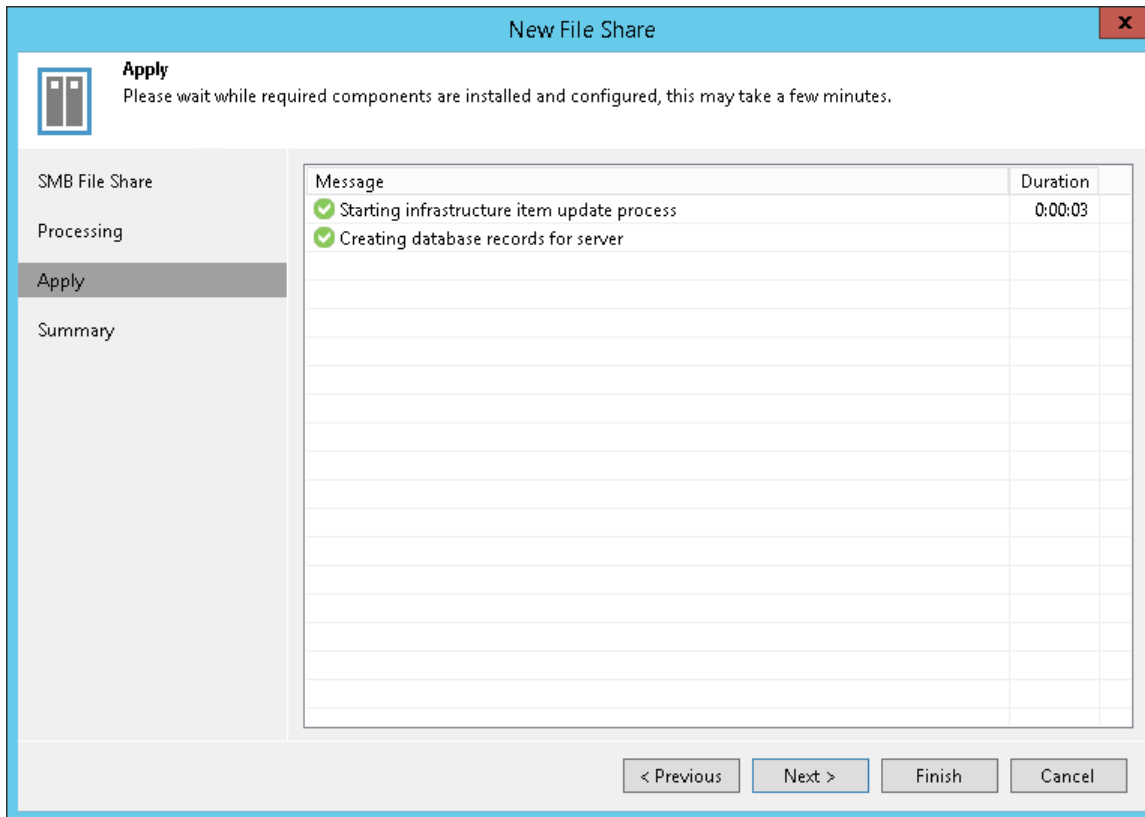 New File Share
x
Apply
Please wait while required components are installed and configured, this may take a few minutes.
SMB File Share
Processing
Apply
Summary
Message Duration
Starting infrastructure item update process 0:00:03
Creating database records for server
< Previous Next > Finish Cancel